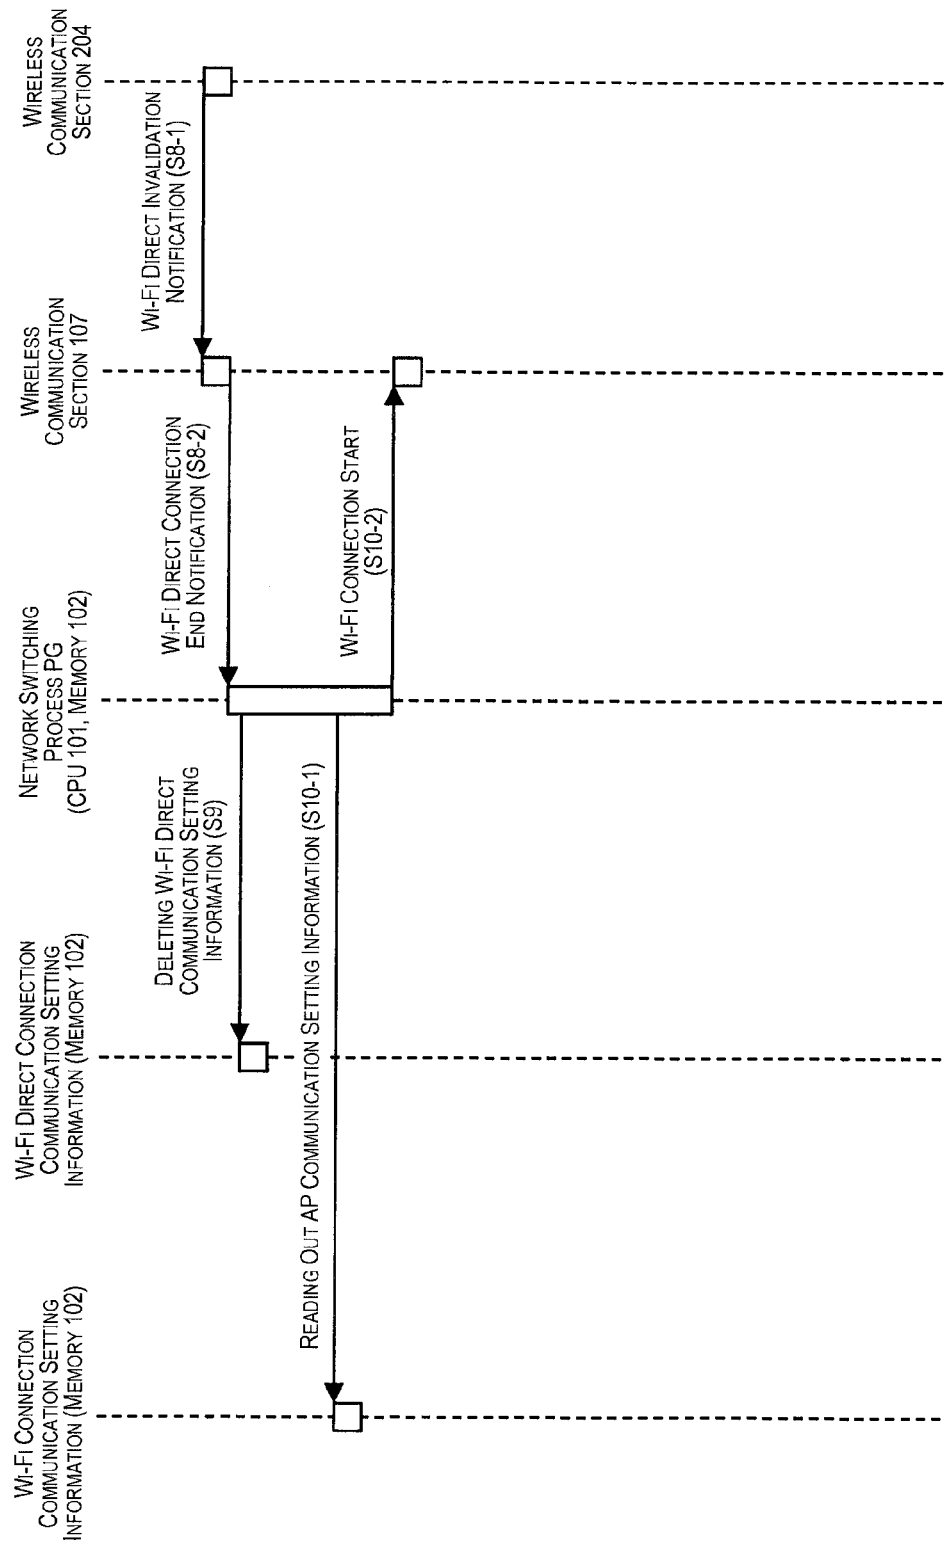 WI-FI CONNECTION
COMMUNICATION SETTING
INFORMATION (MEMORY 102)
WI-FI DIRECT CONNECTION
COMMUNICATION SETTING
INFORMATION (MEMORY 102)
NETWORK SWITCHING
PROCESS PG
(CPU 101, MEMORY 102)
WIRELESS
COMMUNICATION
SECTION 107
WIRELESS
COMMUNICATION
SECTION 204
WI-FI DIRECT INVALIDATION
NOTIFICATION (S8-1)
WI-FI DIRECT CONNECTION
END NOTIFICATION (S8-2)
DELETING WI-FI DIRECT
COMMUNICATION SETTING
INFORMATION (S9)
READING OUT AP COMMUNICATION SETTING INFORMATION (S10-1)
WI-FI CONNECTION START
(S10-2)